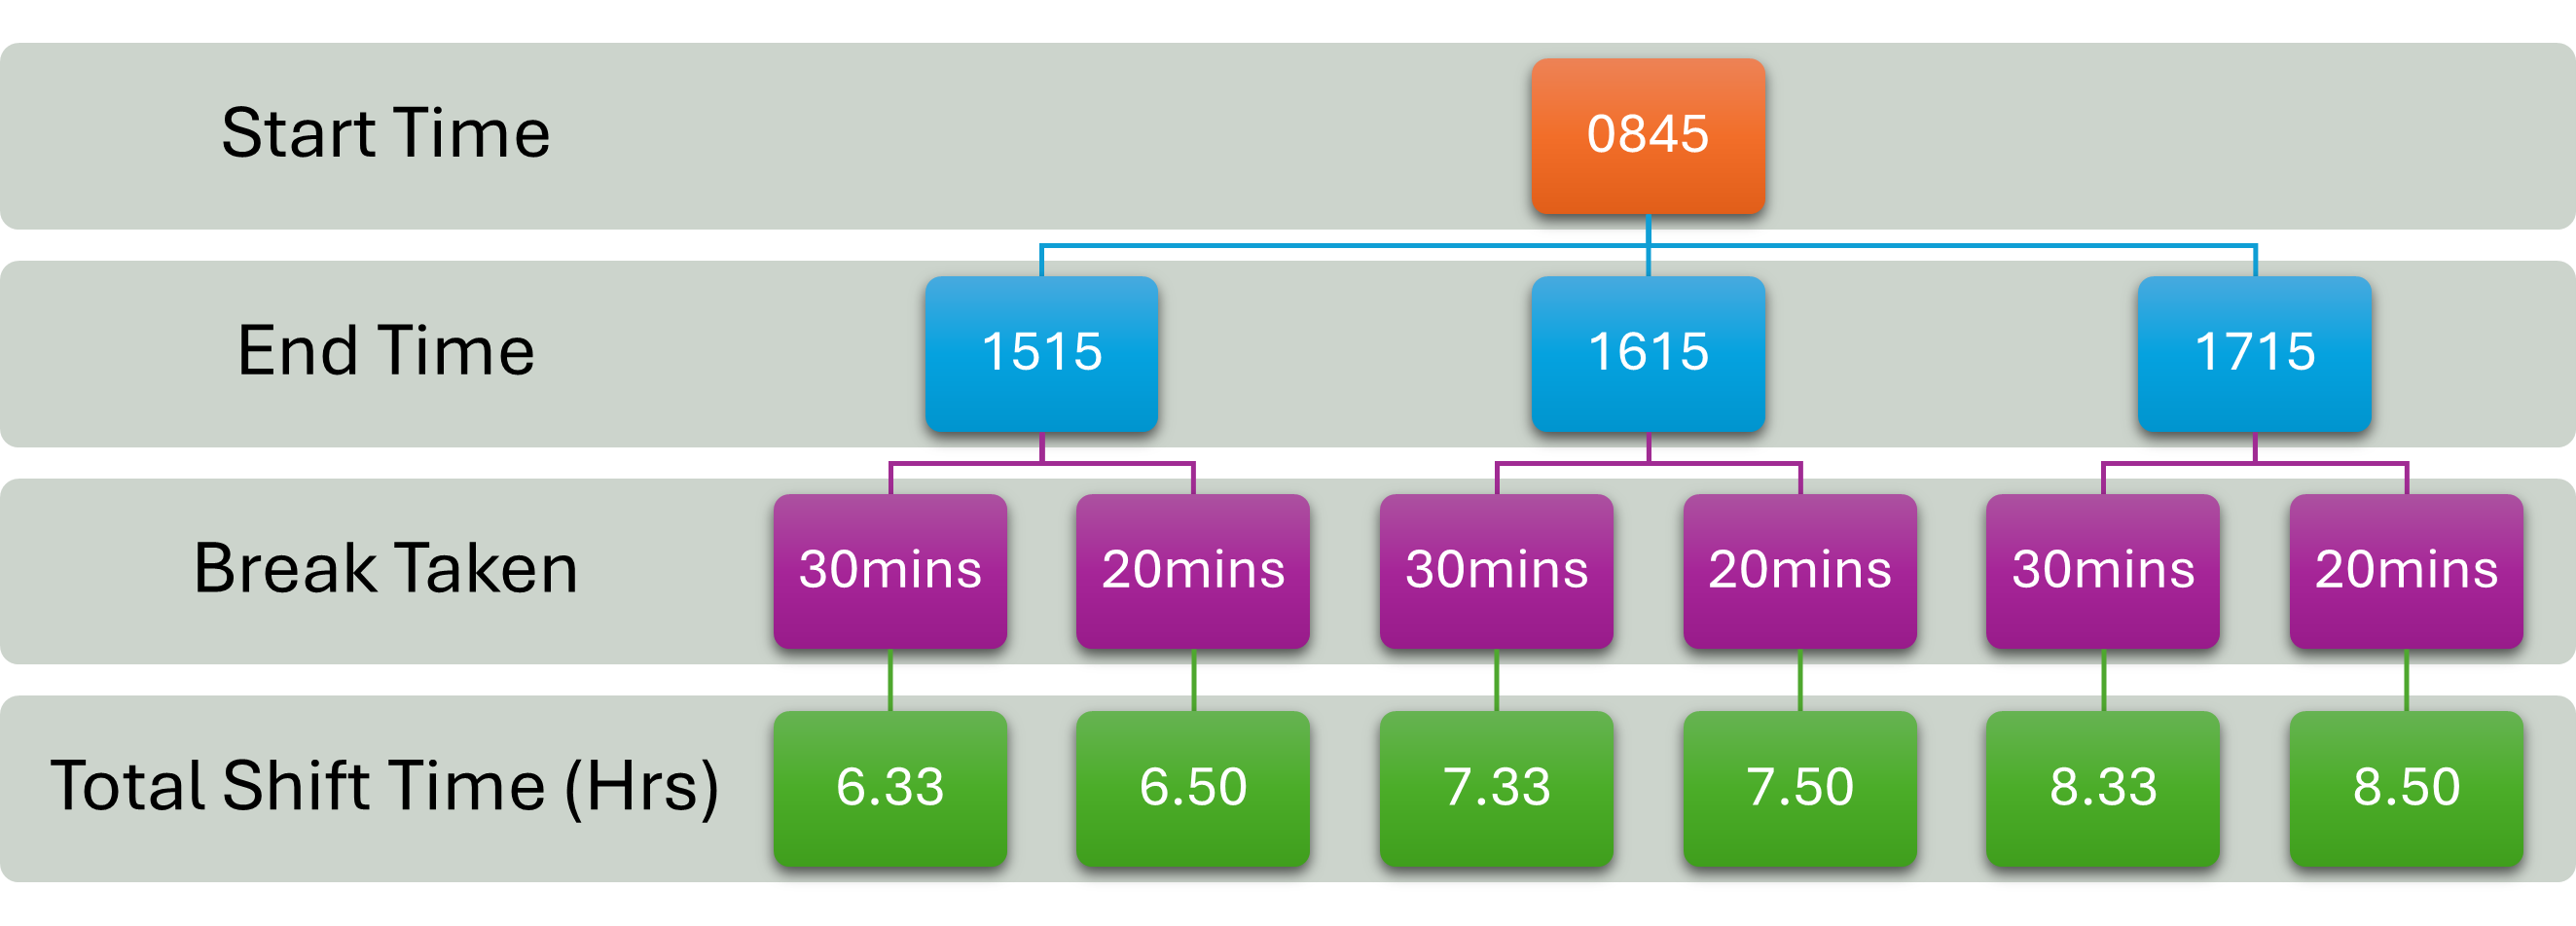 Start Time
0845
End Time
1515
1615
1715
Break Taken
30mins
20mins
30mins
20mins
30mins
20mins
Total Shift Time (Hrs)
6.33
6.50
7.33
7.50
8.33
8.50